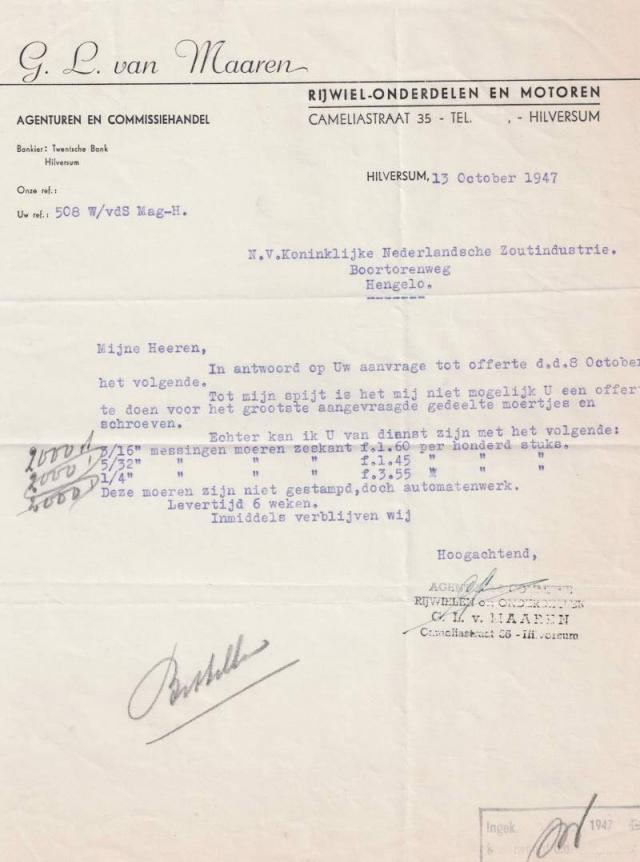 G. L. van Maaren
RIJWIEL-ONDERDELEN EN MOTOREN
AGENTUREN EN COMMISSIEHANDEL
CAMELIASTRAAT 35 - TEL. , - HILVERSUM
Bankier: Twentsche Bank
Hilversum
HILVERSUM, 13 October 1947
Onze ref.:
Uw ref.: 508 W/vdS Mag-H.
N.V.Koninklijke Nederlandsche Zoutindustrie.
Boortorenweg
Hengelo.
-------
Mijne Heeren,
In antwoord op Uw aanvrage tot offerte d.d.8 October
het volgende.
Tot mijn spijt is het mij niet mogelijk U een offer
te doen voor het grootste aangevraagde gedeelte moertjes en
schroeven.
Echter kan ik U van dienst zijn met het volgende:
2000 3/16" messingen moeren zeskant f.1.60 per honderd stuks.
2000 5/32" " " " f.1.45 " " "
2000 1/4" " " " f.3.55 " " "
Deze moeren zijn niet gestampd,doch automatenwerk.
Levertijd 6 weken.
Inmiddels verblijven wij
Hoogachtend,
RIJWIELEN en ONDERDELEN
G. L. v. MAAREN
Cameliastraat 35 - Hilversum
Bestellen
Ingek. 1947